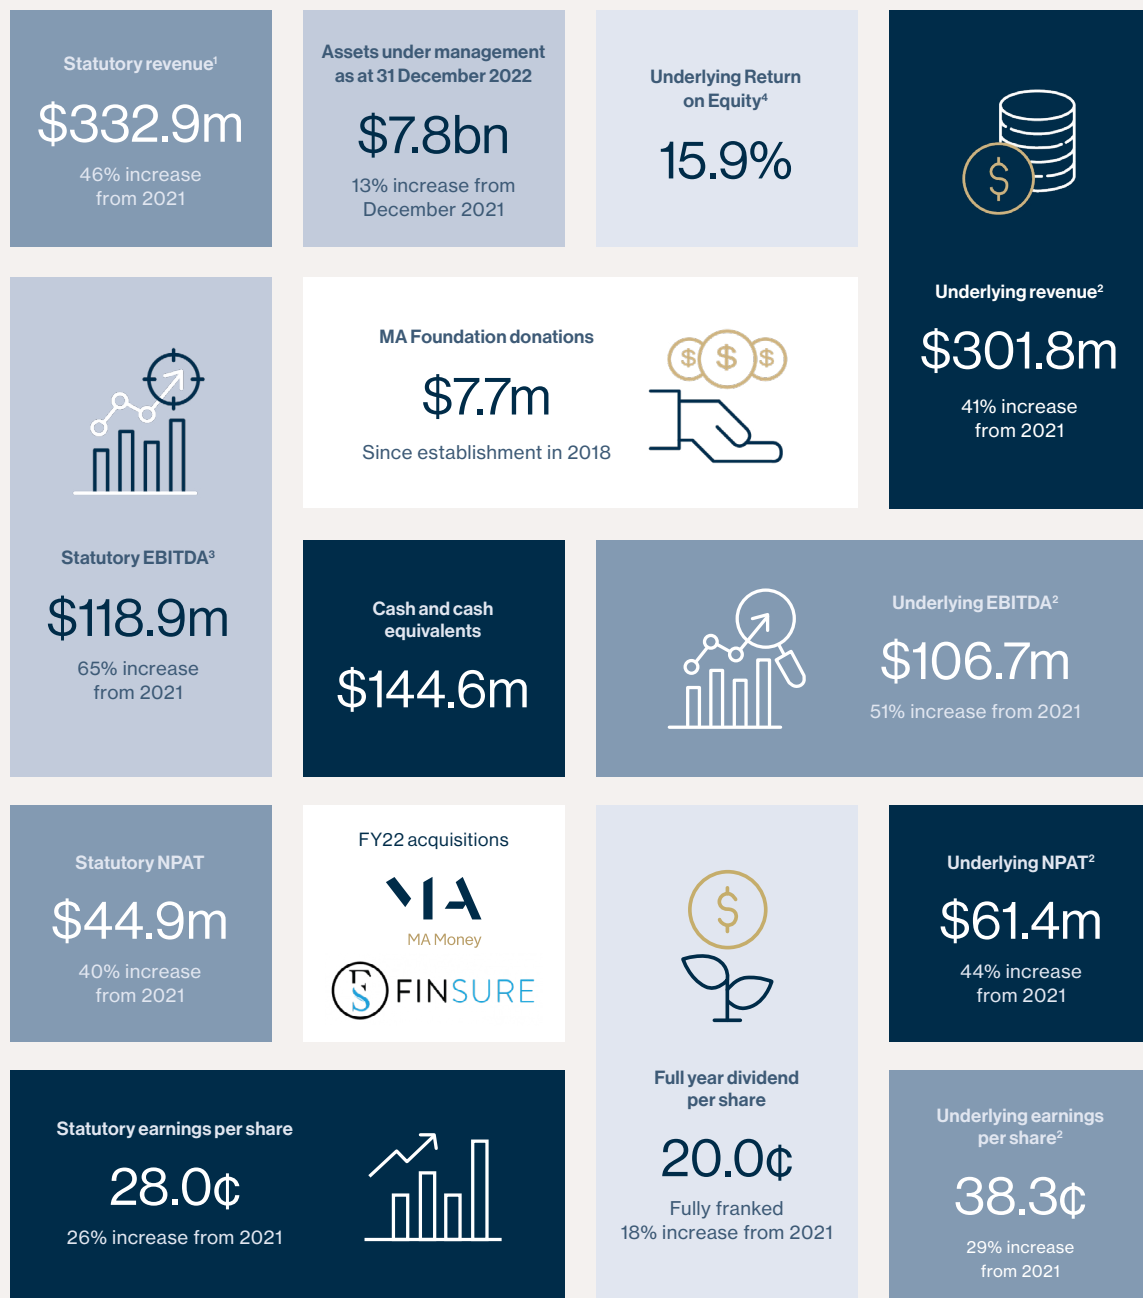 Statutory revenue¹
$332.9m
46% increase
from 2021
Assets under management
as at 31 December 2022
$7.8bn
13% increase from
December 2021
Underlying Return
on Equity⁴
15.9%
Underlying revenue²
$301.8m
41% increase
from 2021
Statutory EBITDA³
$118.9m
65% increase
from 2021
MA Foundation donations
$7.7m
Since establishment in 2018
Cash and cash
equivalents
$144.6m
Underlying EBITDA²
$106.7m
51% increase from 2021
Statutory NPAT
$44.9m
40% increase
from 2021
FY22 acquisitions
MA
MA Money
FS FINSURE
Full year dividend
per share
20.0¢
Fully franked
18% increase from 2021
Underlying NPAT²
$61.4m
44% increase
from 2021
Statutory earnings per share
28.0¢
26% increase from 2021
Underlying earnings
per share²
38.3¢
29% increase
from 2021